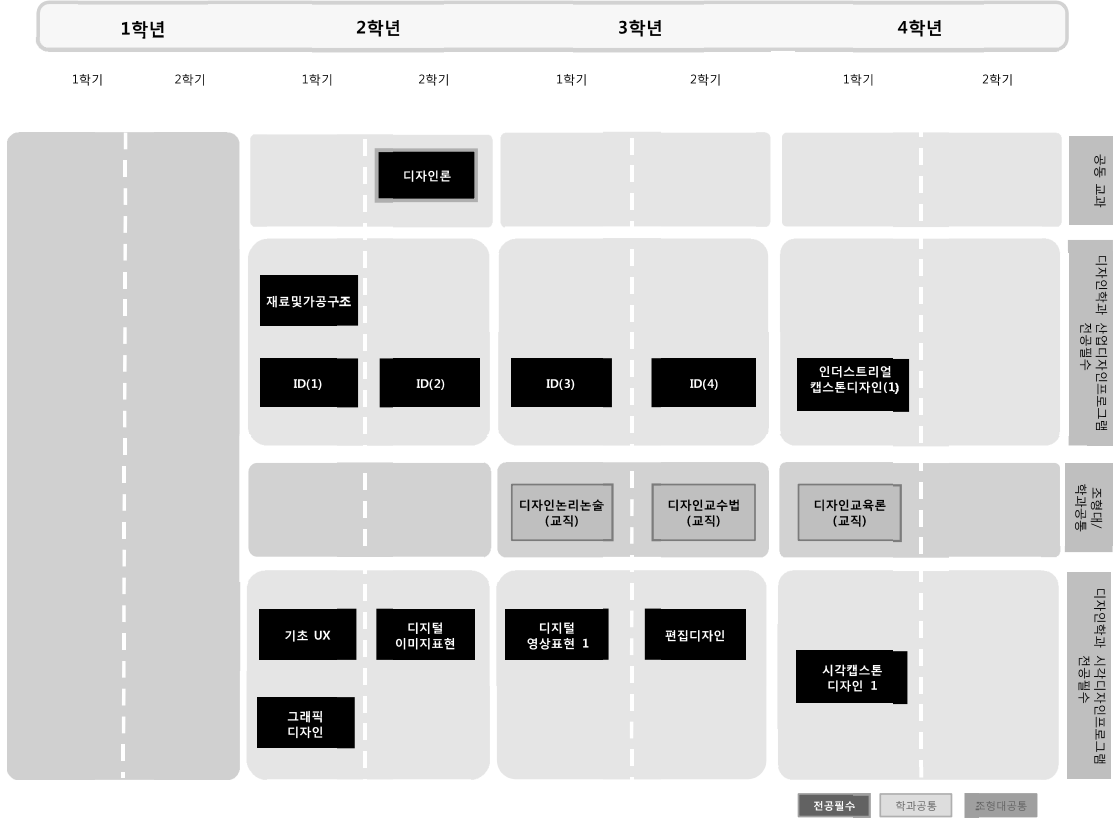 1학년 2학년 3학년 4학년
1학기 2학기 1학기 2학기 1학기 2학기 1학기 2학기
디자인론
공통 교과
재료및가공구조
ID(1) ID(2) ID(3) ID(4)
인더스트리얼
캡스톤디자인(1)
디자인학과 산업디자인프로그램
전공필수
디자인논리논술
(교직)
디자인교수법
(교직)
디자인교육론
(교직)
조형대/
학과공통
기초 UX
디지털
이미지표현
디지털
영상표현 1
편집디자인
시각캡스톤
디자인 1
그래픽
디자인
디자인학과 시각디자인프로그램
전공필수
전공필수 학과공통 조형대공통